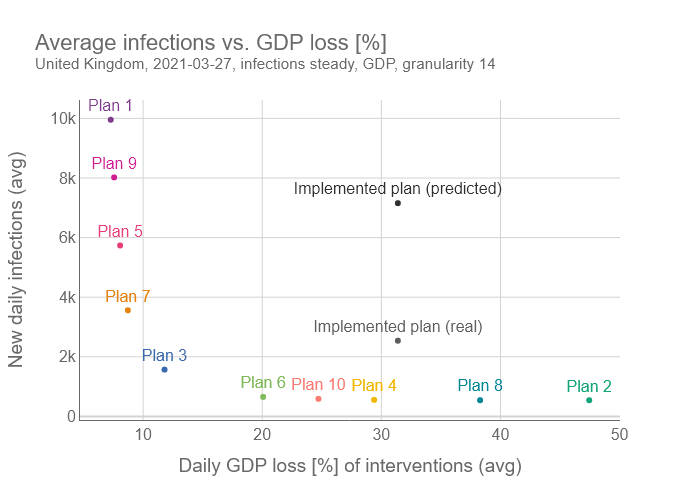 Average infections vs. GDP loss [%]
United Kingdom, 2021-03-27, infections steady, GDP, granularity 14
New daily infections (avg)
10k
8k
6k
4k
2k
0
Plan 1
Plan 9
Implemented plan (predicted)
Plan 5
Plan 7
Implemented plan (real)
Plan 3
Plan 6
Plan 10
Plan 4
Plan 8
Plan 2
10
20
30
40
50
Daily GDP loss [%] of interventions (avg)